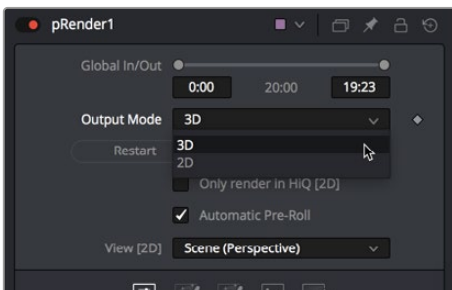 pRender1
Global In/Out
0:00 20:00 19:23
Output Mode 3D
Restart 3D
2D
Only render in HiQ [2D]
Automatic Pre-Roll
View [2D] Scene (Perspective)